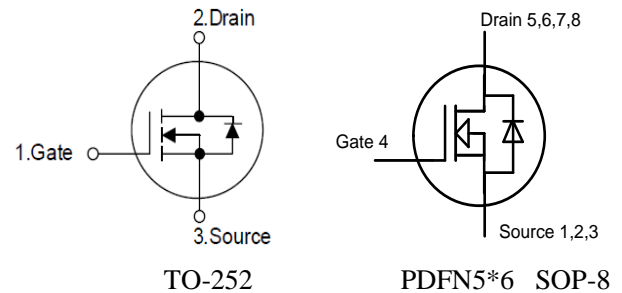 2.Drain
1.Gate
3.Source
TO-252
Drain 5,6,7,8
Gate 4
Source 1,2,3
PDFN5*6 SOP-8